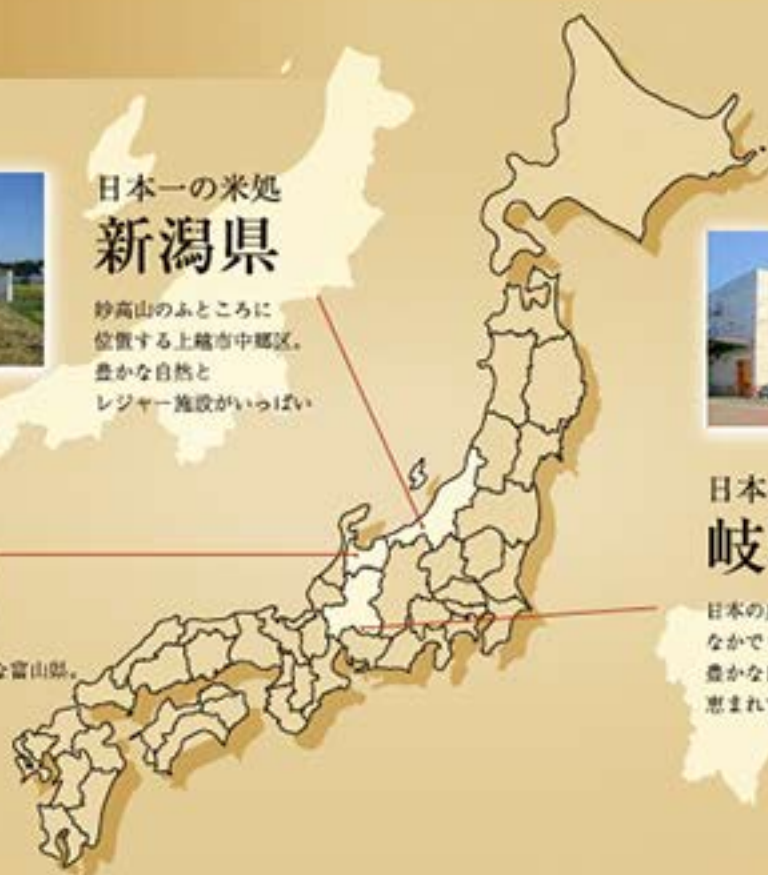 日本一の米処
新潟県
妙高山のふところに
位置する上越市中郷区。
豊かな自然と
レジャー施設がいっぱい
な富山県。
日本
岐
日本の
なかで
豊かな
恵まれ